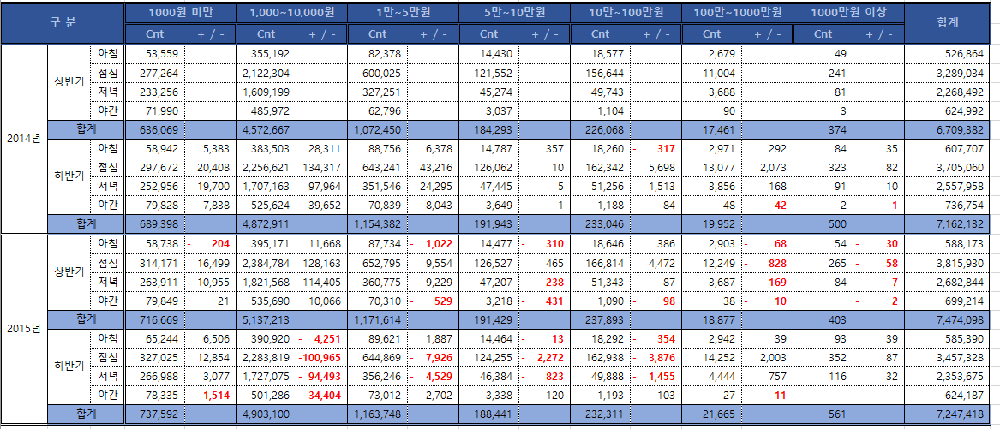 구 분 1000원 미만 1,000~10,000원 1만~5만원 5만~10만원 10만~100만원 100만~1000만원 1000만원 이상 합계
Cnt + / - Cnt + / - Cnt + / - Cnt + / - Cnt + / - Cnt + / - Cnt + / -
2014년 상반기 아침 53,559 355,192 82,378 14,430 18,577 2,679 49 526,864
점심 277,264 2,122,304 600,025 121,552 156,644 11,004 241 3,289,034
저녁 233,256 1,609,199 327,251 45,274 49,743 3,688 81 2,268,492
야간 71,990 485,972 62,796 3,037 1,104 90 3 624,992
합계 636,069 4,572,667 1,072,450 184,293 226,068 17,461 374 6,709,382
하반기 아침 58,942 5,383 383,503 28,311 88,756 6,378 14,787 357 18,260 - 317 2,971 292 84 35 607,707
점심 297,672 20,408 2,256,621 134,317 643,241 43,216 126,062 10 162,342 5,698 13,077 2,073 323 82 3,705,060
저녁 252,956 19,700 1,707,163 97,964 351,546 24,295 47,445 5 51,256 1,513 3,856 168 91 10 2,557,958
야간 79,828 7,838 525,624 39,652 70,839 8,043 3,649 1 1,188 84 48 - 42 2 - 1 736,754
합계 689,398 4,872,911 1,154,382 191,943 233,046 19,952 500 7,162,132
2015년 상반기 아침 58,738 - 204 395,171 11,668 87,734 - 1,022 14,477 - 310 18,646 386 2,903 - 68 54 - 30 588,173
점심 314,171 16,499 2,384,784 128,163 652,795 9,554 126,527 465 166,814 4,472 12,249 - 828 265 - 58 3,815,930
저녁 263,911 10,955 1,821,568 114,405 360,775 9,229 47,207 - 238 51,343 87 3,687 - 169 84 - 7 2,682,844
야간 79,849 21 535,690 10,066 70,310 - 529 3,218 - 431 1,090 - 98 38 - 10 - 2 699,214
합계 716,669 5,137,213 1,171,614 191,429 237,893 18,877 403 7,474,098
하반기 아침 65,244 6,506 390,920 - 4,251 89,621 1,887 14,464 - 13 18,292 - 354 2,942 39 93 39 585,390
점심 327,025 12,854 2,283,819 -100,965 644,869 - 7,926 124,255 - 2,272 162,938 - 3,876 14,252 2,003 352 87 3,457,328
저녁 266,988 3,077 1,727,075 - 94,493 356,246 - 4,529 46,384 - 823 49,888 - 1,455 4,444 757 116 32 2,353,675
야간 78,335 - 1,514 501,286 - 34,404 73,012 2,702 3,338 120 1,193 103 27 - 11 - 624,187
합계 737,592 4,903,100 1,163,748 188,441 232,311 21,665 561 7,247,418